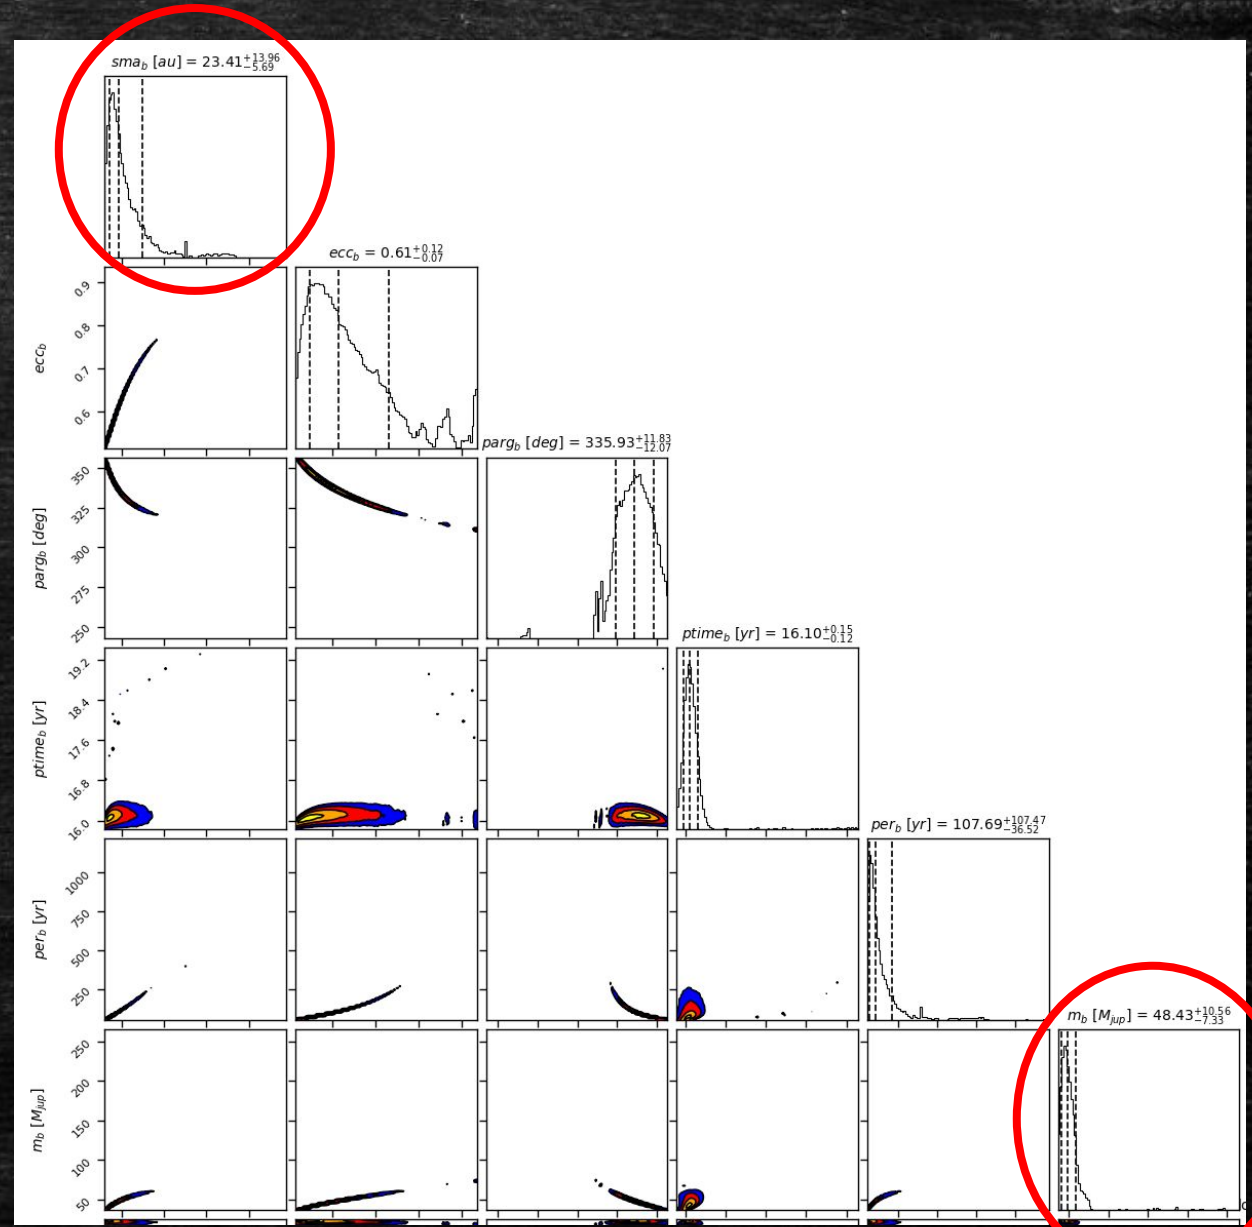 sma_b [au] = 23.41^{+13.96}_{-5.69}
ecc_b = 0.61^{+0.12}_{-0.07}
0.9
0.8
0.7
0.6
ecc_b
parg_b [deg] = 335.93^{+11.83}_{-12.07}
350
325
300
275
250
parg_b [deg]
ptime_b [yr] = 16.10^{+0.15}_{-0.12}
19.2
18.4
17.6
16.8
16.0
ptime_b [yr]
per_b [yr] = 107.69^{+107.47}_{-36.52}
1000
750
500
250
per_b [yr]
m_b [M_{jup}] = 48.43^{+10.56}_{-7.33}
250
200
150
100
50
m_b [M_{jup}]